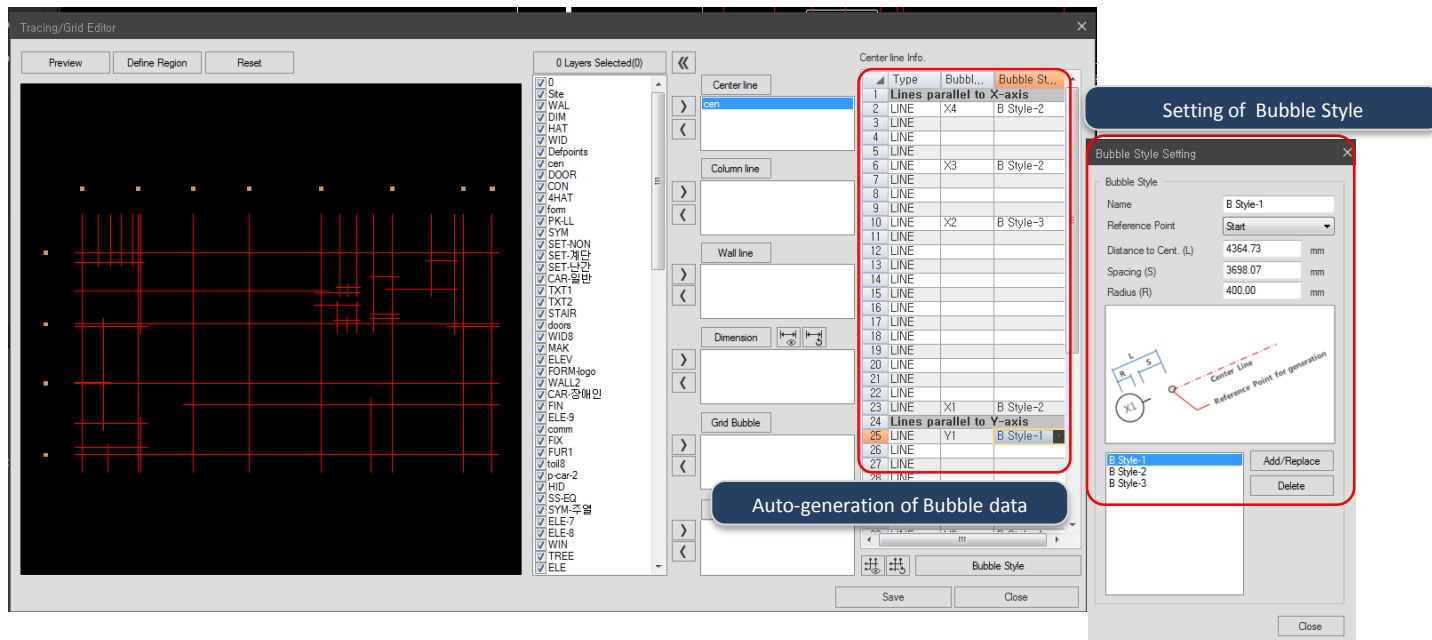 Tracing/Grid Editor
Preview
Define Region
Reset
0 Layers Selected(0)
0
Site
WAL
DIM
HAT
WID
Defpoints
cen
DOOR
CON
4HAT
form
PK-LL
SYM
SET-NON
SET-계단
SET-난간
CAR-일반
TXT1
TXT2
STAIR
doors
WID8
MAK
ELEV
FORM-logo
WALL2
CAR-장애인
FIN
ELE-9
comm
FIX
FUR1
toil8
p-car-2
HID
SS-EQ
SYM-주열
ELE-7
ELE-8
WIN
TREE
ELE
Center line
cen
Column line
Wall line
Dimension
Grid Bubble
Center line Info.
Type Bubbl,,, Bubble St,,,
1 Lines parallel to X-axis
2 LINE X4 B Style-2
3 LINE
4 LINE
5 LINE
6 LINE X3 B Style-2
7 LINE
8 LINE
9 LINE
10 LINE X2 B Style-3
11 LINE
12 LINE
13 LINE
14 LINE
15 LINE
16 LINE
17 LINE
18 LINE
19 LINE
20 LINE
21 LINE
22 LINE
23 LINE X1 B Style-2
24 Lines parallel to Y-axis
25 LINE Y1 B Style-1
26 LINE
27 LINE
28 LINE
Auto-generation of Bubble data
Bubble Style
Save
Close
Setting of Bubble Style
Bubble Style Setting
Bubble Style
Name B Style-1
Reference Point Start
Distance to Cent. (L) 4364.73 mm
Spacing (S) 3698.07 mm
Radius (R) 400.00 mm
L
R S
Center Line
Reference Point for generation
X1
B Style-1
B Style-2
B Style-3
Add/Replace
Delete
Close